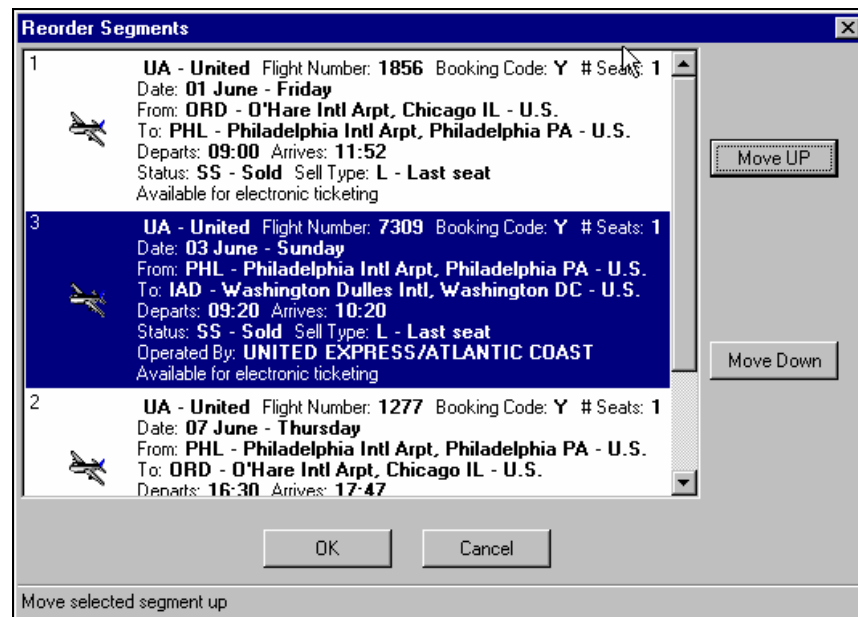 Reorder Segments
1
UA - United Flight Number: 1856 Booking Code: Y # Seats: 1
Date: 01 June - Friday
From: ORD - O'Hare Intl Arpt, Chicago IL - U.S.
To: PHL - Philadelphia Intl Arpt, Philadelphia PA - U.S.
Departs: 09:00 Arrives: 11:52
Status: SS - Sold Sell Type: L - Last seat
Available for electronic ticketing
Move UP
3
UA - United Flight Number: 7309 Booking Code: Y # Seats: 1
Date: 03 June - Sunday
From: PHL - Philadelphia Intl Arpt, Philadelphia PA - U.S.
To: IAD - Washington Dulles Intl, Washington DC - U.S.
Departs: 09:20 Arrives: 10:20
Status: SS - Sold Sell Type: L - Last seat
Operated By: UNITED EXPRESS/ATLANTIC COAST
Available for electronic ticketing
Move Down
2
UA - United Flight Number: 1277 Booking Code: Y # Seats: 1
Date: 07 June - Thursday
From: PHL - Philadelphia Intl Arpt, Philadelphia PA - U.S.
To: ORD - O'Hare Intl Arpt, Chicago IL - U.S.
Departs: 16:30 Arrives: 17:47
OK
Cancel
Move selected segment up